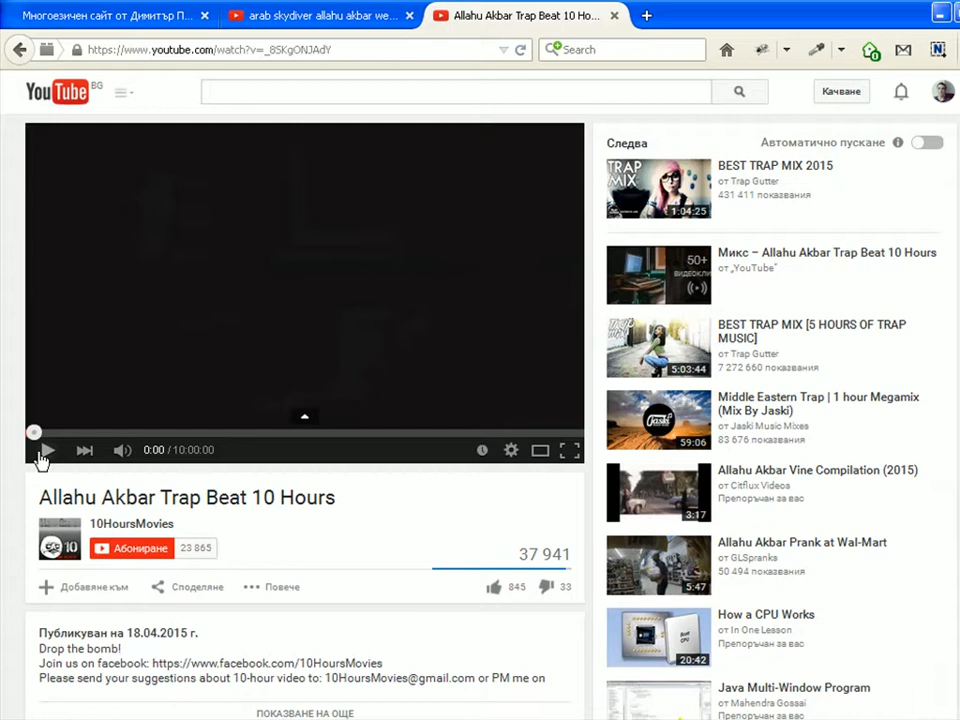 Многоезичен сайт от Димитър П...
arab skydiver allahu akbar we...
Allahu Akbar Trap Beat 10 Ho...
https://www.youtube.com/watch?v=_8SKgONJAdY
Search
YouTube BG
Качване
Следва
Автоматично пускане
TRAP MIX
1:04:25
BEST TRAP MIX 2015
от Trap Gutter
431 411 показвания
50+
ВИДЕОКЛИ
Микс – Allahu Akbar Trap Beat 10 Hours
от „YouTube“
5:03:44
BEST TRAP MIX [5 HOURS OF TRAP
MUSIC]
от Trap Gutter
7 272 660 показвания
Jaski
59:06
Middle Eastern Trap | 1 hour Megamix
(Mix By Jaski)
от Jaski Music Mixes
83 676 показвания
3:17
Allahu Akbar Vine Compilation (2015)
от Citflux Videos
Препоръчан за вас
5:47
Allahu Akbar Prank at Wal-Mart
от GLSpranks
50 494 показвания
20:42
How a CPU Works
от In One Lesson
Препоръчан за вас
Java Multi-Window Program
от Mahendra Gossai
Препоръчан за вас
0:00 / 10:00:00
Allahu Akbar Trap Beat 10 Hours
10HoursMovies
Абониране
23 865
37 941
Добавяне към
Споделяне
Повече
845
33
Публикуван на 18.04.2015 г.
Drop the bomb!
Join us on facebook: https://www.facebook.com/10HoursMovies
Please send your suggestions about 10-hour video to: 10HoursMovies@gmail.com or PM me on
ПОКАЗВАНЕ НА ОЩЕ